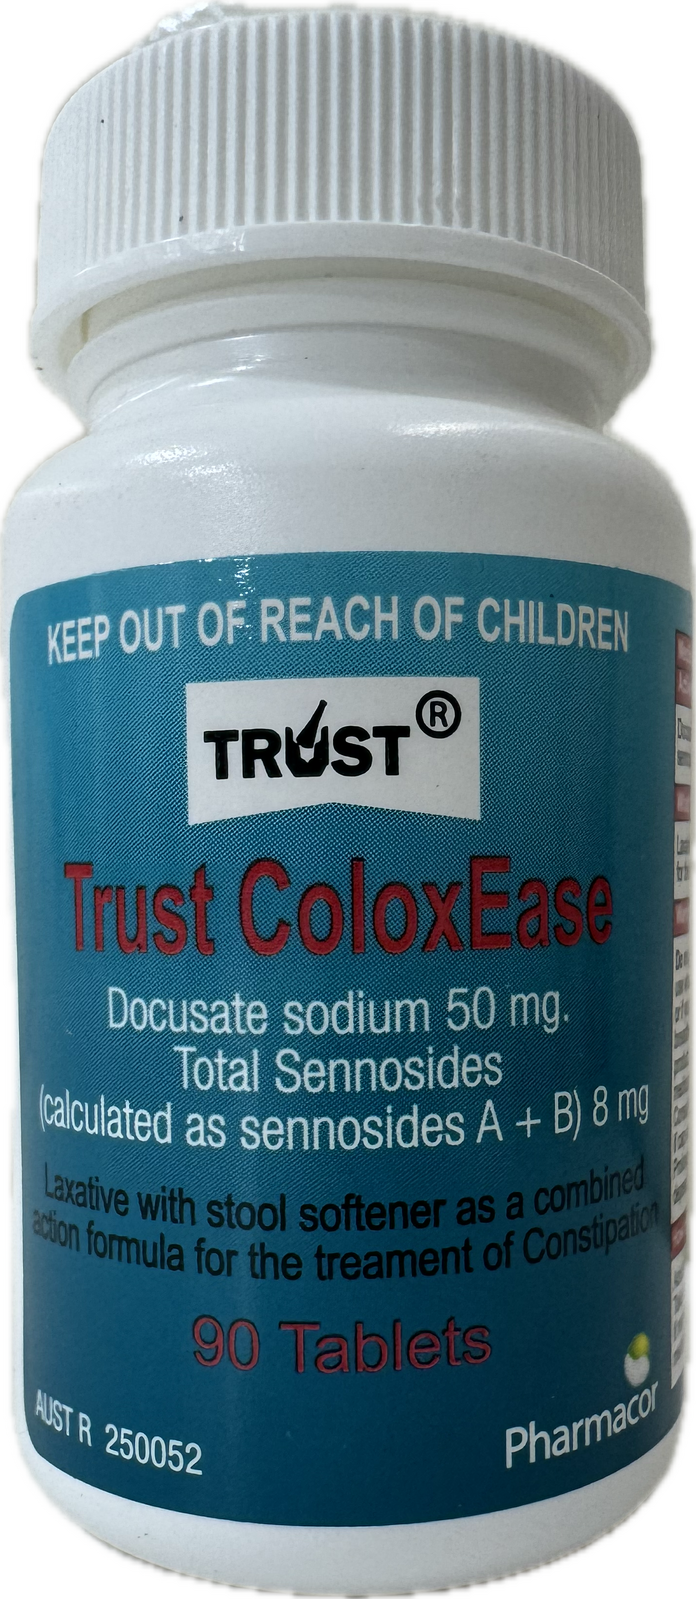 KEEP OUT OF REACH OF CHILDREN
TRUST®
Trust ColoxEase
Docusate sodium 50 mg.
Total Sennosides
(calculated as sennosides A + B) 8 mg
Laxative with stool softener as a combined
action formula for the treament of Constipation
90 Tablets
AUST R 250052
Pharmacor